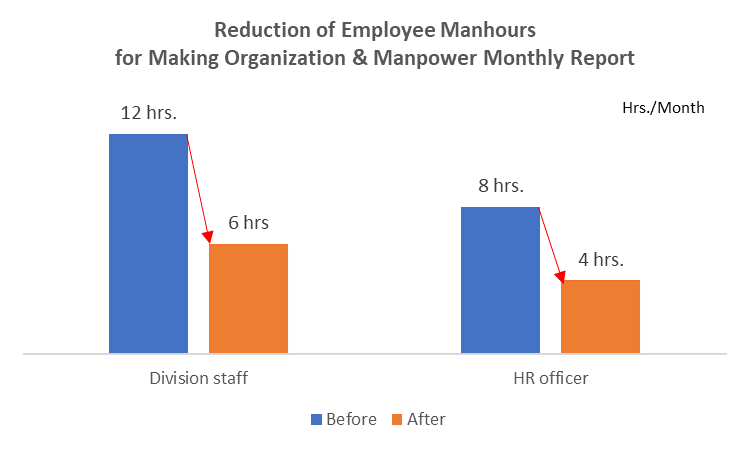 Reduction of Employee Manhours
for Making Organization & Manpower Monthly Report
Hrs./Month
12 hrs.
6 hrs
8 hrs.
4 hrs.
Division staff
HR officer
Before
After